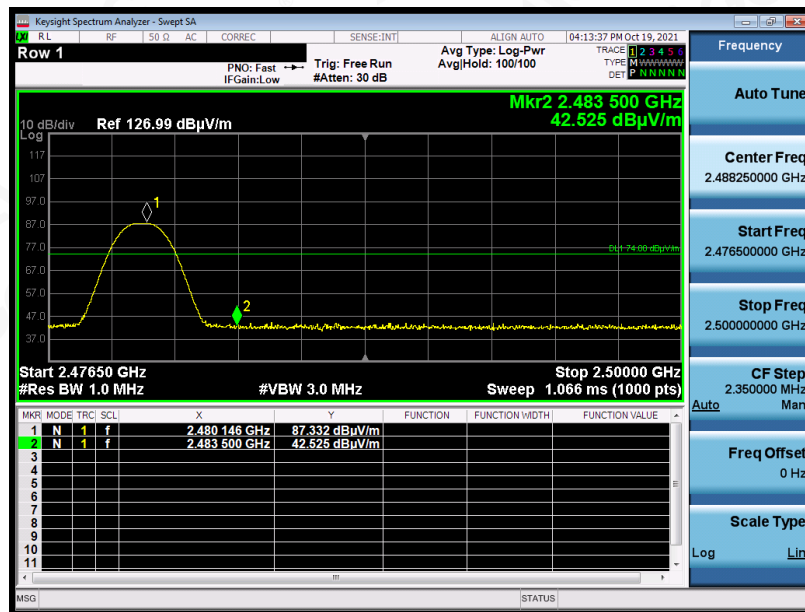 Keysight Spectrum Analyzer - Swept SA
LXI RL RF 50 Ω AC CORREC SENSE:INT ALIGN AUTO 04:13:37 PM Oct 19, 2021
Row 1
PNO: Fast
IFGain:Low
Trig: Free Run
#Atten: 30 dB
Avg Type: Log-Pwr
Avg|Hold: 100/100
TRACE 1 2 3 4 5 6
TYPE M WWWWW
DET P N N N N N
Mkr2 2.483 500 GHz
42.525 dBµV/m
10 dB/div Ref 126.99 dBµV/m
Log
117
107
97.0
87.0
77.0
67.0
57.0
47.0
37.0
1
DL1 74.00 dBµV/m
2
Start 2.47650 GHz Stop 2.50000 GHz
#Res BW 1.0 MHz #VBW 3.0 MHz Sweep 1.066 ms (1000 pts)
MKR MODE TRC SCL X Y FUNCTION FUNCTION WIDTH FUNCTION VALUE
1 N 1 f 2.480 146 GHz 87.332 dBµV/m
2 N 1 f 2.483 500 GHz 42.525 dBµV/m
3
4
5
6
7
8
9
10
11
MSG STATUS
Frequency
Auto Tune
Center Freq
2.488250000 GHz
Start Freq
2.476500000 GHz
Stop Freq
2.500000000 GHz
CF Step
2.350000 MHz
Auto Man
Freq Offset
0 Hz
Scale Type
Log Lin